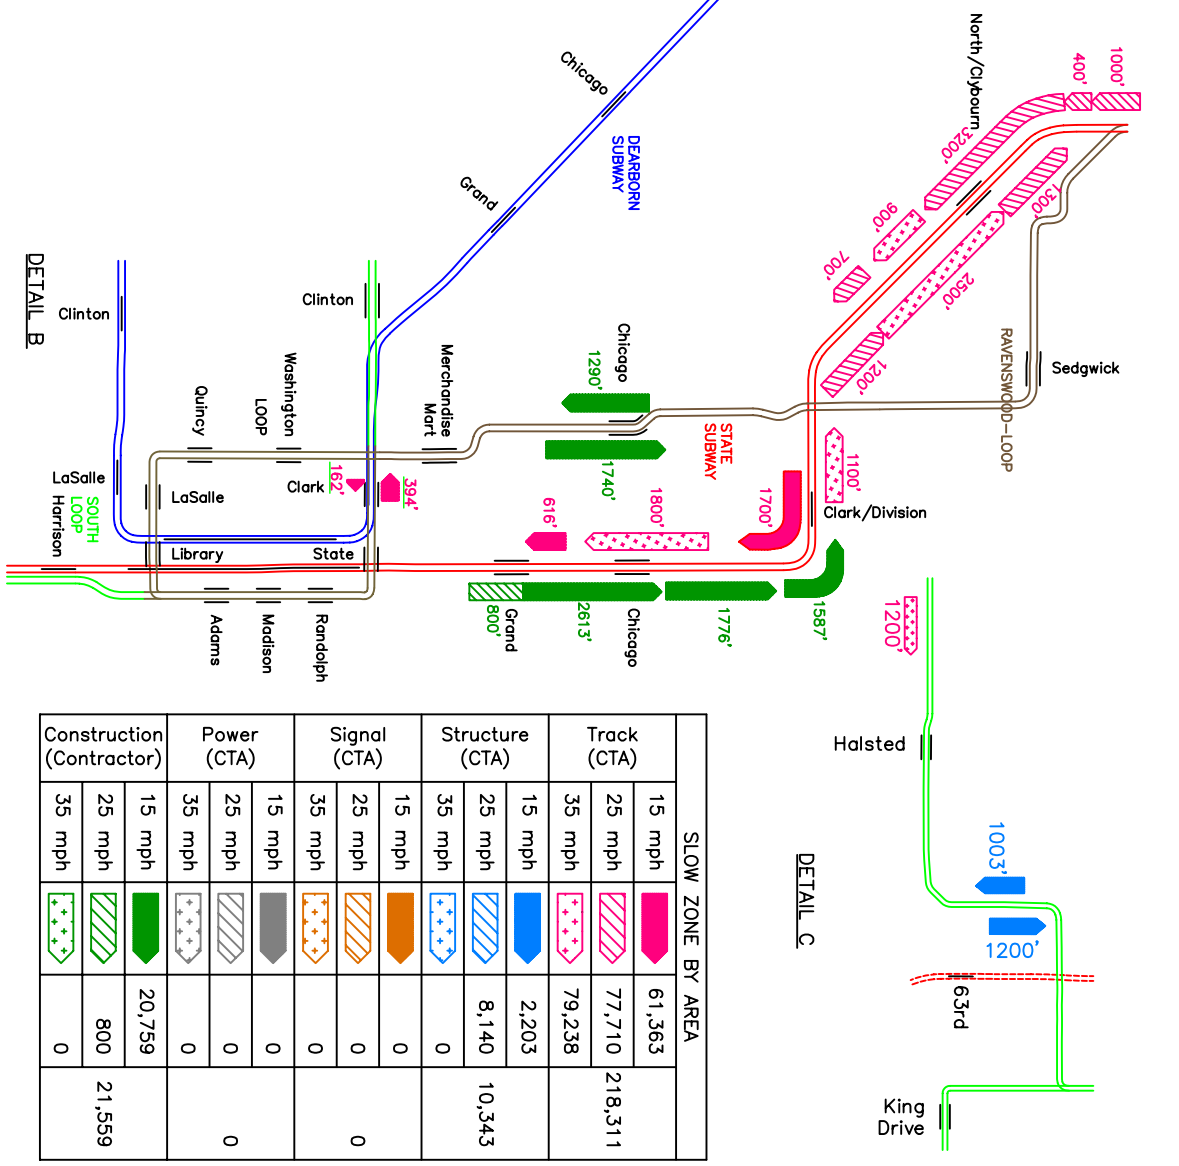 North/Clybourn
1000'
400'
3200'
900'
700'
1300'
2500'
1200'
Chicago
DEARBORN
SUBWAY
Grand
DETAIL B
Clinton
Clinton
RAVENSWOOD-LOOP
Sedgwick
Chicago
1290'
1740'
Merchandise
Mart
Washington
LOOP
Quincy
STATE
SUBWAY
1100'
Clark/Division
1700'
1800'
616'
394'
162'
Clark
LaSalle
LaSalle
SOUTH
LOOP
Harrison
Library
State
Adams
Madison
Randolph
800'
Grand
2613'
Chicago
1776'
1587'
1200'
Halsted
1003'
1200'
DETAIL C
63rd
King
Drive
SLOW ZONE BY AREA
Track
(CTA)
15 mph
61,363
25 mph
77,710
35 mph
79,238
218,311
Structure
(CTA)
15 mph
2,203
25 mph
8,140
35 mph
0
10,343
Signal
(CTA)
15 mph
0
25 mph
0
35 mph
0
0
Power
(CTA)
15 mph
0
25 mph
0
35 mph
0
0
Construction
(Contractor)
15 mph
20,759
25 mph
800
35 mph
0
21,559